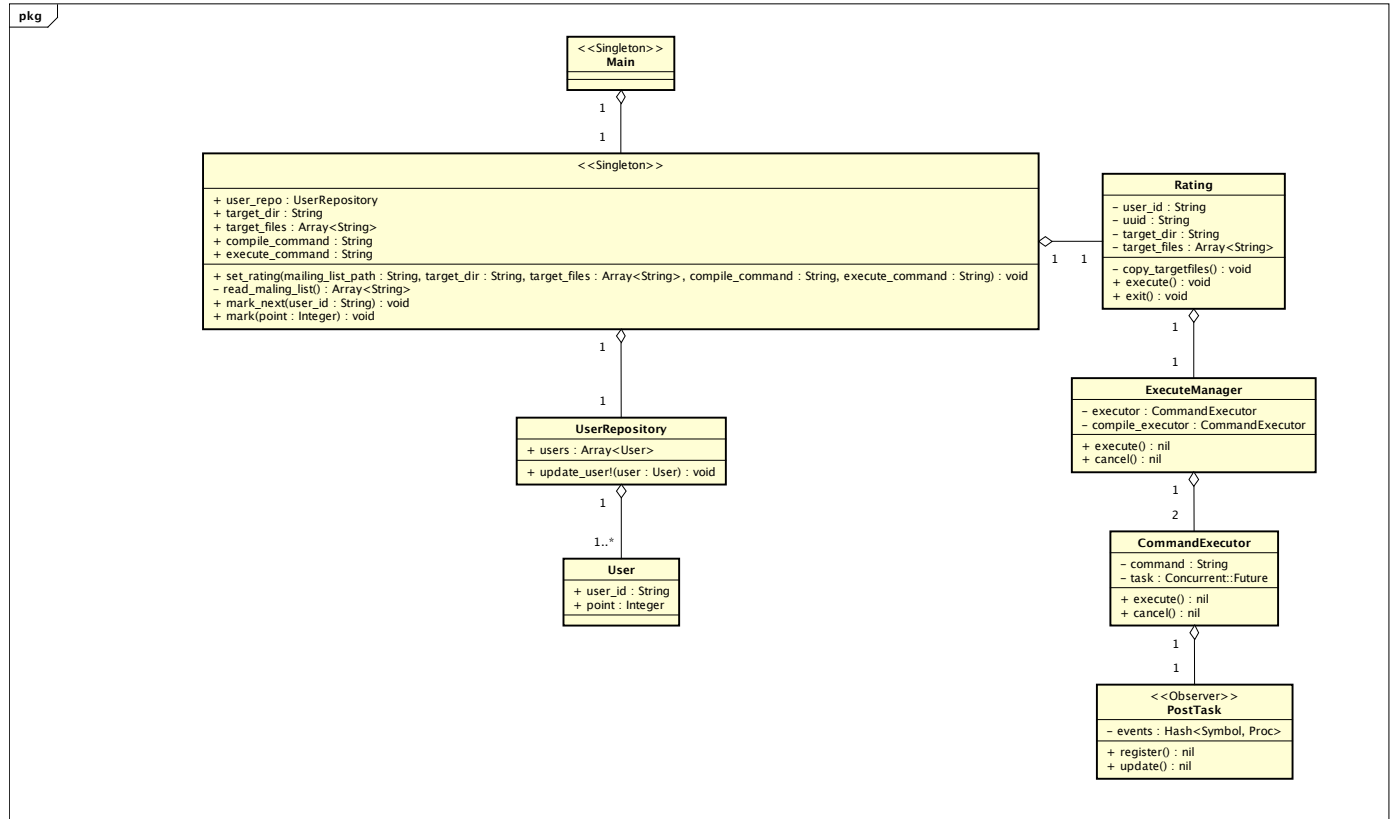 pkg
<<Singleton>>
Main
1
1
<<Singleton>>
+ user_repo : UserRepository
+ target_dir : String
+ target_files : Array<String>
+ compile_command : String
+ execute_command : String
+ set_rating(mailing_list_path : String, target_dir : String, target_files : Array<String>, compile_command : String, execute_command : String) : void
- read_maling_list() : Array<String>
+ mark_next(user_id : String) : void
+ mark(point : Integer) : void
1
1
Rating
- user_id : String
- uuid : String
- target_dir : String
- target_files : Array<String>
- copy_targetfiles() : void
+ execute() : void
+ exit() : void
1
1
UserRepository
+ users : Array<User>
+ update_user!(user : User) : void
1
1..*
User
+ user_id : String
+ point : Integer
1
1
ExecuteManager
- executor : CommandExecutor
- compile_executor : CommandExecutor
+ execute() : nil
+ cancel() : nil
1
2
CommandExecutor
- command : String
- task : Concurrent::Future
+ execute() : nil
+ cancel() : nil
1
1
<<Observer>>
PostTask
- events : Hash<Symbol, Proc>
+ register() : nil
+ update() : nil